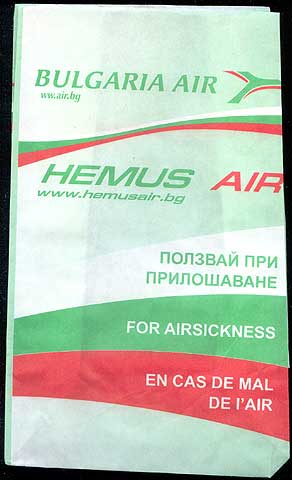 BULGARIA AIR
ww.air.bg
HEMUS AIR
www.hemusair.bg
ПОЛЗВАЙ ПРИ
ПРИЛОШАВАНЕ
FOR AIRSICKNESS
EN CAS DE MAL
DE l'AIR